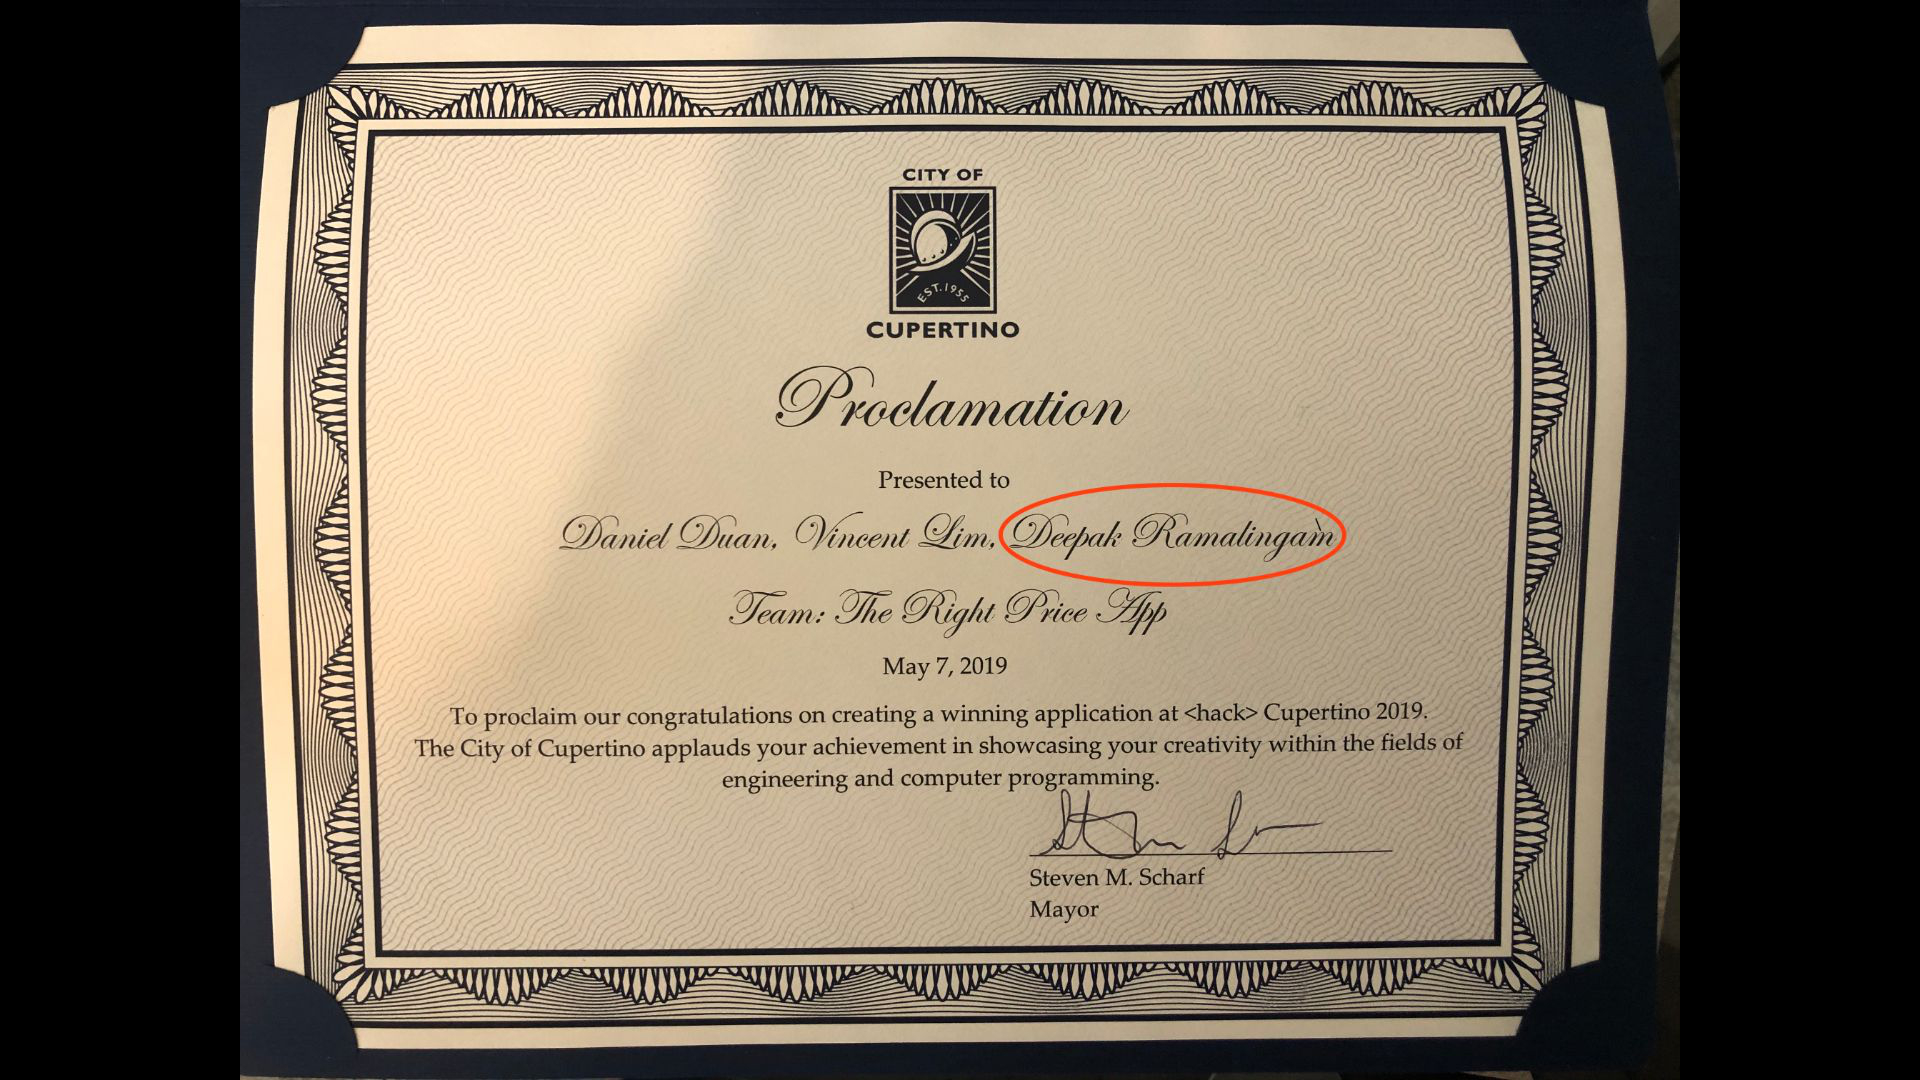 CITY OF
EST. 1955
CUPERTINO
Proclamation
Presented to
Daniel Duan, Vincent Lim, Deepak Ramalingam
Team: The Right Price App
May 7, 2019
To proclaim our congratulations on creating a winning application at <hack> Cupertino 2019.
The City of Cupertino applauds your achievement in showcasing your creativity within the fields of
engineering and computer programming.
Steven M. Scharf
Mayor